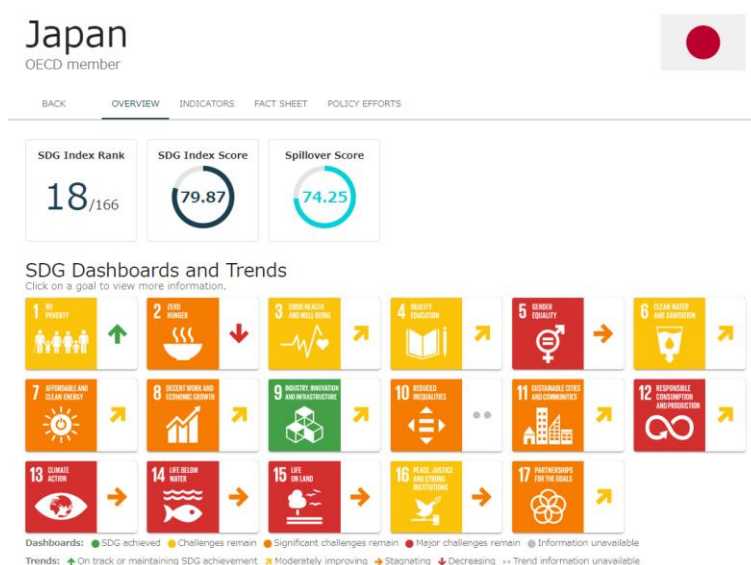 Japan
OECD member
BACK OVERVIEW INDICATORS FACT SHEET POLICY EFFORTS
SDG Index Rank
18/166
SDG Index Score
79.87
Spillover Score
74.25
SDG Dashboards and Trends
Click on a goal to view more information.
1 NO
POVERTY
2 ZERO
HUNGER
3 GOOD HEALTH
AND WELL-BEING
4 QUALITY
EDUCATION
5 GENDER
EQUALITY
6 CLEAN WATER
AND SANITATION
7 AFFORDABLE AND
CLEAN ENERGY
8 DECENT WORK AND
ECONOMIC GROWTH
9 INDUSTRY, INNOVATION
AND INFRASTRUCTURE
10 REDUCED
INEQUALITIES
11 SUSTAINABLE CITIES
AND COMMUNITIES
12 RESPONSIBLE
CONSUMPTION
AND PRODUCTION
13 CLIMATE
ACTION
14 LIFE BELOW
WATER
15 LIFE
ON LAND
16 PEACE, JUSTICE
AND STRONG
INSTITUTIONS
17 PARTNERSHIPS
FOR THE GOALS
Dashboards: SDG achieved Challenges remain Significant challenges remain Major challenges remain Information unavailable
Trends: On track or maintaining SDG achievement Moderately improving Stagnating Decreasing Trend information unavailable